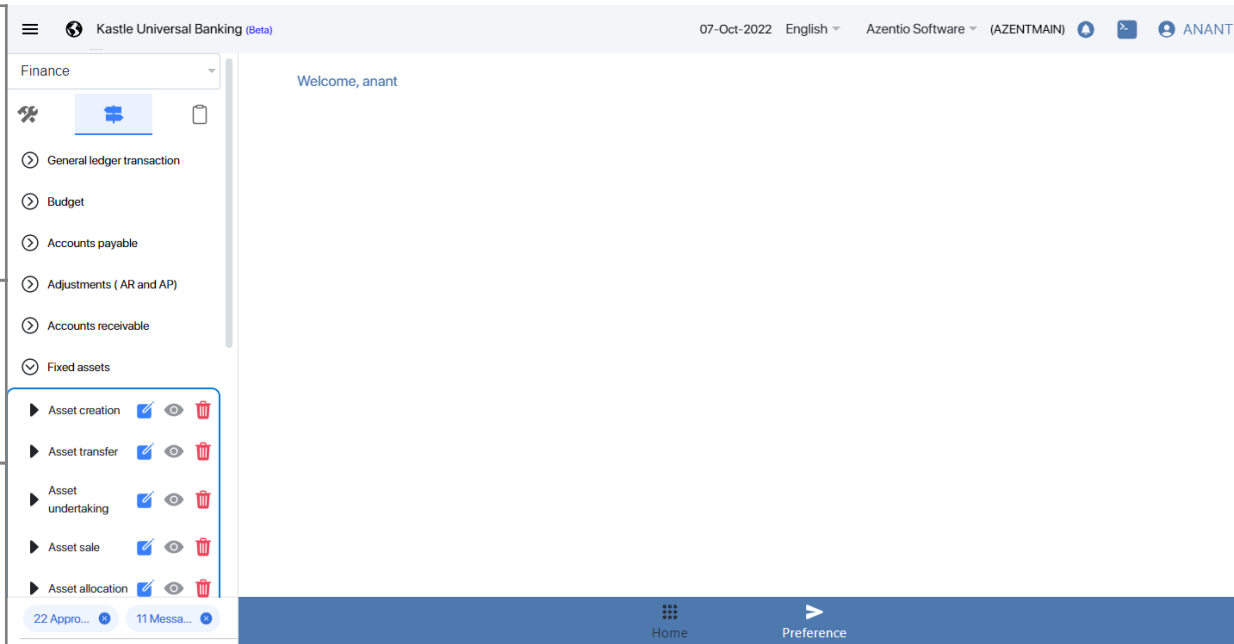 Kastle Universal Banking (Beta)
07-Oct-2022 English Azentio Software (AZENTMAIN) ANANT
Finance
Welcome, anant
General ledger transaction
Budget
Accounts payable
Adjustments ( AR and AP)
Accounts receivable
Fixed assets
Asset creation
Asset transfer
Asset
undertaking
Asset sale
Asset allocation
22 Appro... 11 Messa...
Home Preference